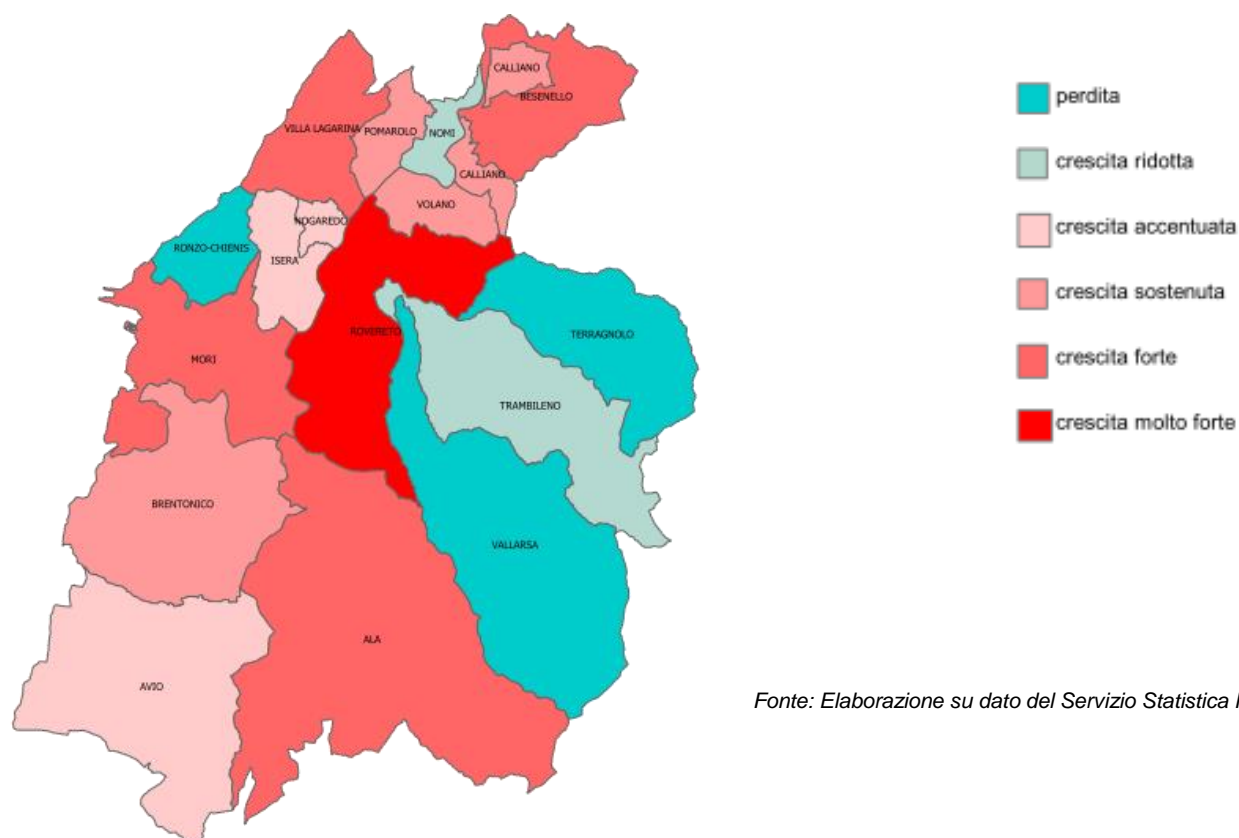 CALLIANO
BESENELLO
VILLA LAGARINA
POMAROLO
NOMI
CALLIANO
VOLANO
NOGAREDO
RONZO-CHIENIS
ISERA
ROVERETO
TERRAGNOLO
MORI
TRAMBILENO
BRENTONICO
VALLARSA
ALA
AVIO
perdita
crescita ridotta
crescita accentuata
crescita sostenuta
crescita forte
crescita molto forte
Fonte: Elaborazione su dato del Servizio Statistica